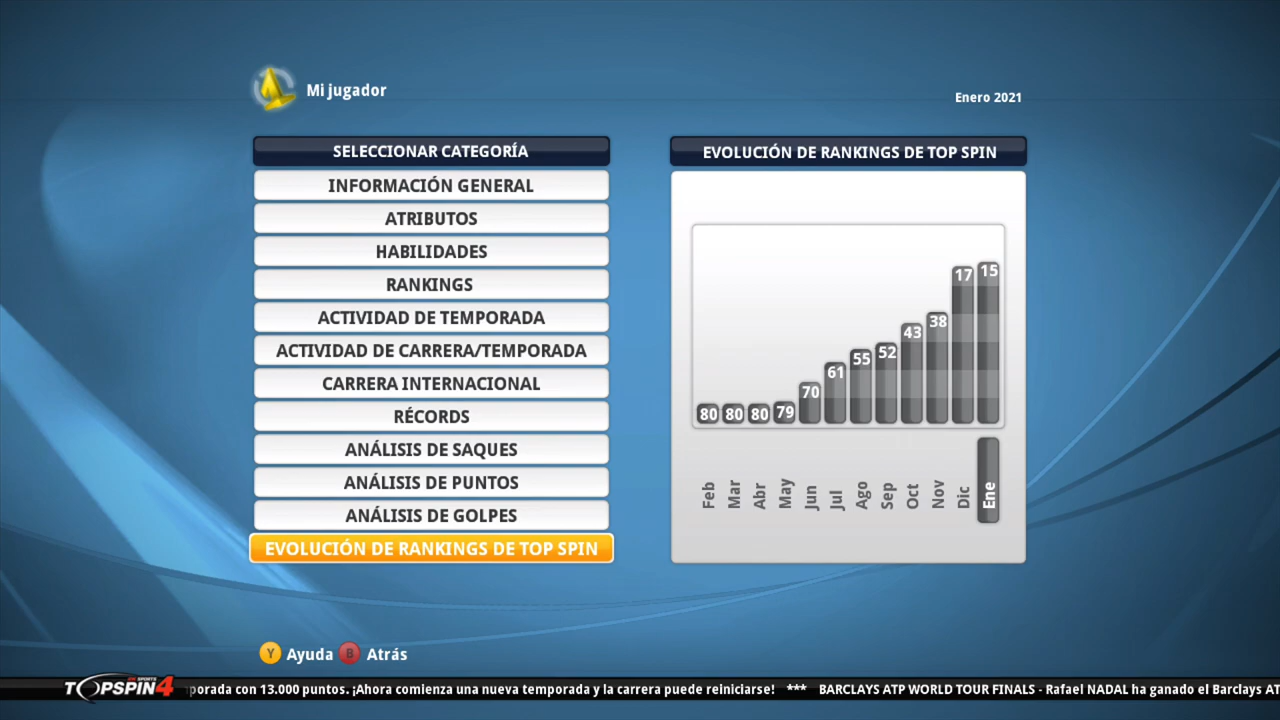 Mi jugador
Enero 2021
SELECCIONAR CATEGORÍA
INFORMACIÓN GENERAL
ATRIBUTOS
HABILIDADES
RANKINGS
ACTIVIDAD DE TEMPORADA
ACTIVIDAD DE CARRERA/TEMPORADA
CARRERA INTERNACIONAL
RÉCORDS
ANÁLISIS DE SAQUES
ANÁLISIS DE PUNTOS
ANÁLISIS DE GOLPES
EVOLUCIÓN DE RANKINGS DE TOP SPIN
EVOLUCIÓN DE RANKINGS DE TOP SPIN
80 80 80 79 70 61 55 52 43 38 17 15
Feb Mar Abr May Jun Jul Ago Sep Oct Nov Dic Ene
Y Ayuda B Atrás
TOPSPIN 4 porada con 13.000 puntos. ¡Ahora comienza una nueva temporada y la carrera puede reiniciarse! *** BARCLAYS ATP WORLD TOUR FINALS - Rafael NADAL ha ganado el Barclays AT